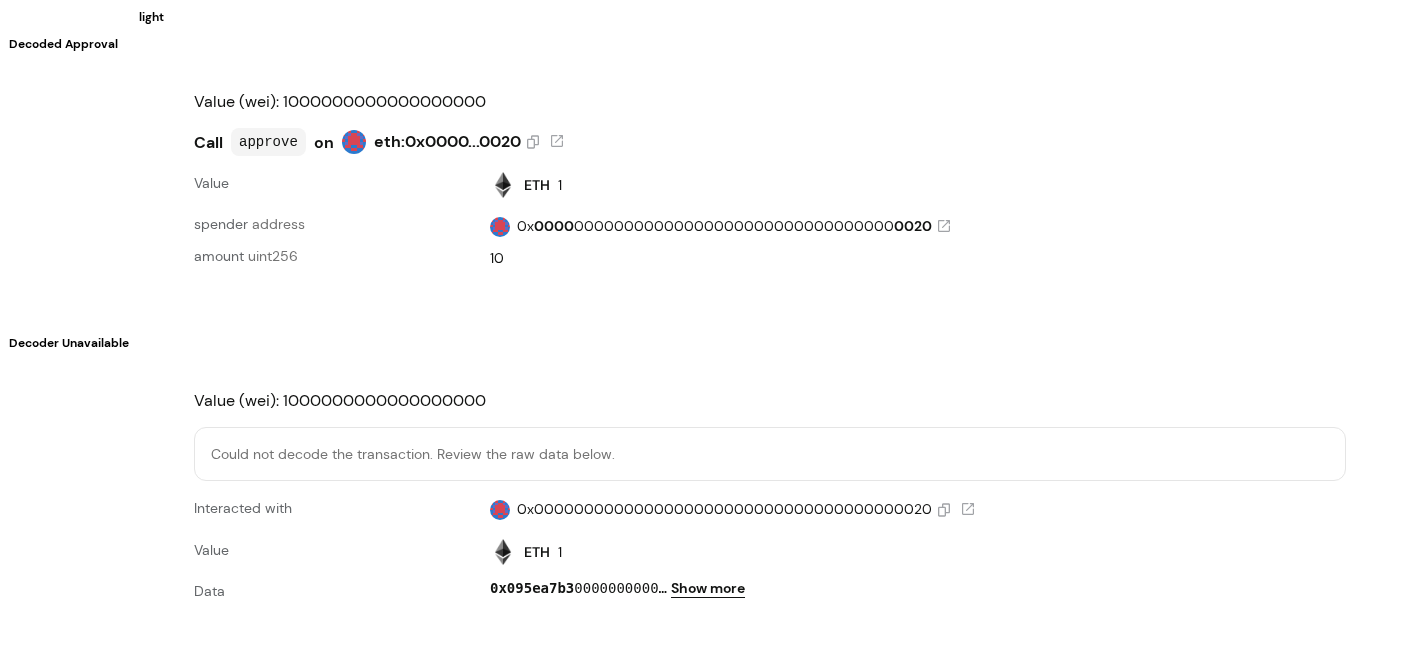 light
Decoded Approval
Value (wei): 1000000000000000000
Call approve on eth:0x0000...0020
Value ETH 1
spender address 0x0000000000000000000000000000000000000020
amount uint256 10
Decoder Unavailable
Value (wei): 1000000000000000000
Could not decode the transaction. Review the raw data below.
Interacted with 0x0000000000000000000000000000000000000020
Value ETH 1
Data 0x095ea7b30000000000… Show more